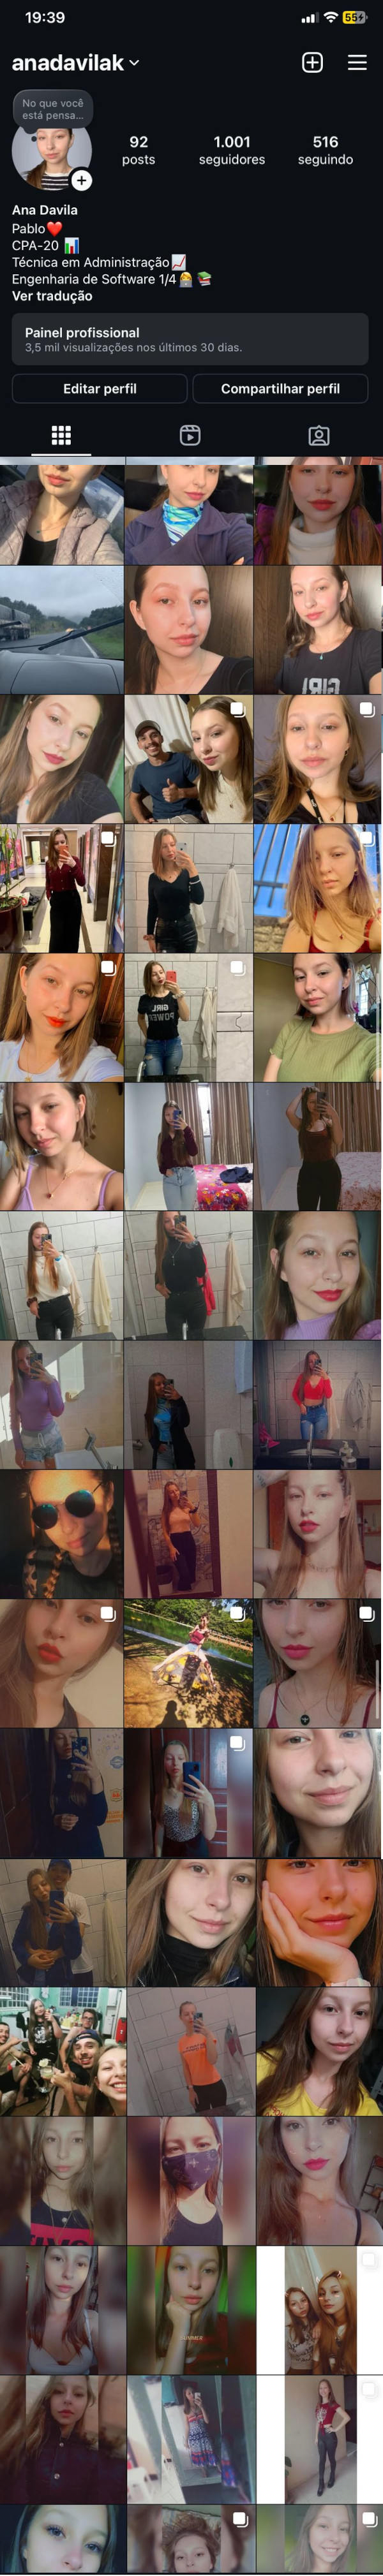 19:39
55
anadavilak
No que você
está pensa...
92
posts
1.001
seguidores
516
seguindo
Ana Davila
Pablo❤️
CPA-20 📊
Técnica em Administração📈
Engenharia de Software 1/4👩‍💻 📚
Ver tradução
Painel profissional
3,5 mil visualizações nos últimos 30 dias.
Editar perfil
Compartilhar perfil
GIRL
GIRL
POWER